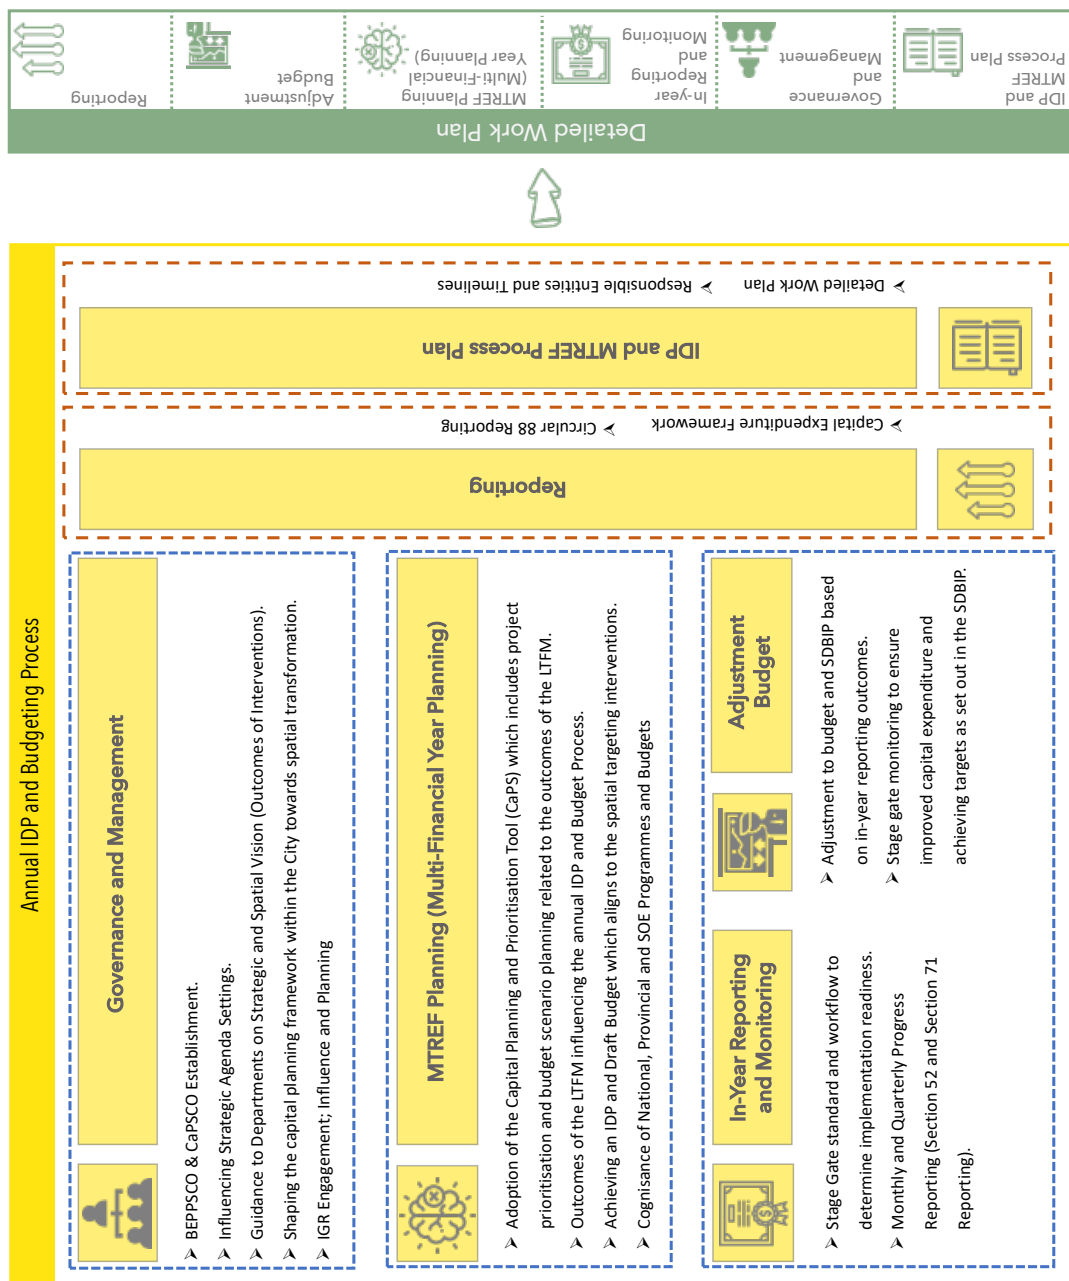 Annual IDP and Budgeting Process
Governance and Management
➢ BEPPSCO & CaPSCO Establishment.
➢ Influencing Strategic Agenda Settings.
➢ Guidance to Departments on Strategic and Spatial Vision (Outcomes of Interventions).
➢ Shaping the capital planning framework within the City towards spatial transformation.
➢ IGR Engagement; Influence and Planning
MTREF Planning (Multi-Financial Year Planning)
➢ Adoption of the Capital Planning and Prioritisation Tool (CaPS) which includes project
prioritisation and budget scenario planning related to the outcomes of the LTFM.
➢ Outcomes of the LTFM influencing the annual IDP and Budget Process.
➢ Achieving an IDP and Draft Budget which aligns to the spatial targeting interventions.
➢ Cognisance of National, Provincial and SOE Programmes and Budgets
In-Year Reporting
and Monitoring
➢ Stage Gate standard and workflow to
determine implementation readiness.
➢ Monthly and Quarterly Progress
Reporting (Section 52 and Section 71
Reporting).
Adjustment
Budget
➢ Adjustment to budget and SDBIP based
on in-year reporting outcomes.
➢ Stage gate monitoring to ensure
improved capital expenditure and
achieving targets as set out in the SDBIP.
Reporting
➢ Capital Expenditure Framework
➢ Circular 88 Reporting
IDP and MTREF Process Plan
➢ Detailed Work Plan
➢ Responsible Entities and Timelines
Detailed Work Plan
IDP and
MTREF
Process Plan
Governance
and
Management
In-year
Reporting
and
Monitoring
MTREF Planning
(Multi-Financial
Year Planning)
Adjustment
Budget
Reporting